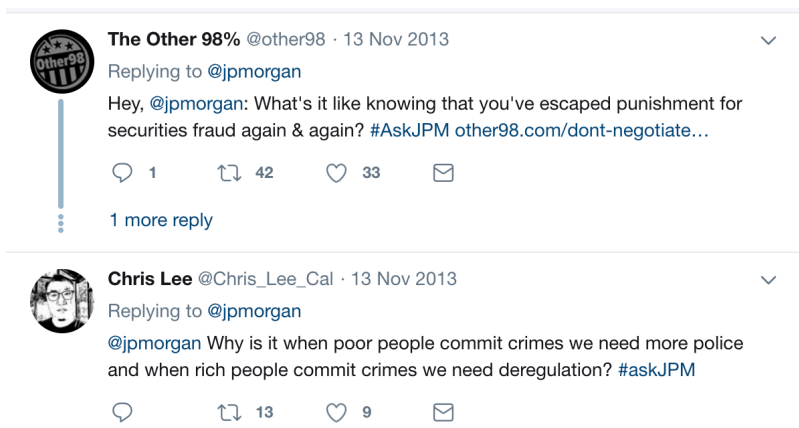 The Other 98% @other98 · 13 Nov 2013
Other98
Replying to @jpmorgan
Hey, @jpmorgan: What's it like knowing that you've escaped punishment for
securities fraud again & again? #AskJPM other98.com/dont-negotiate…
1 42 33
1 more reply
Chris Lee @Chris_Lee_Cal · 13 Nov 2013
Replying to @jpmorgan
@jpmorgan Why is it when poor people commit crimes we need more police
and when rich people commit crimes we need deregulation? #askJPM
13 9